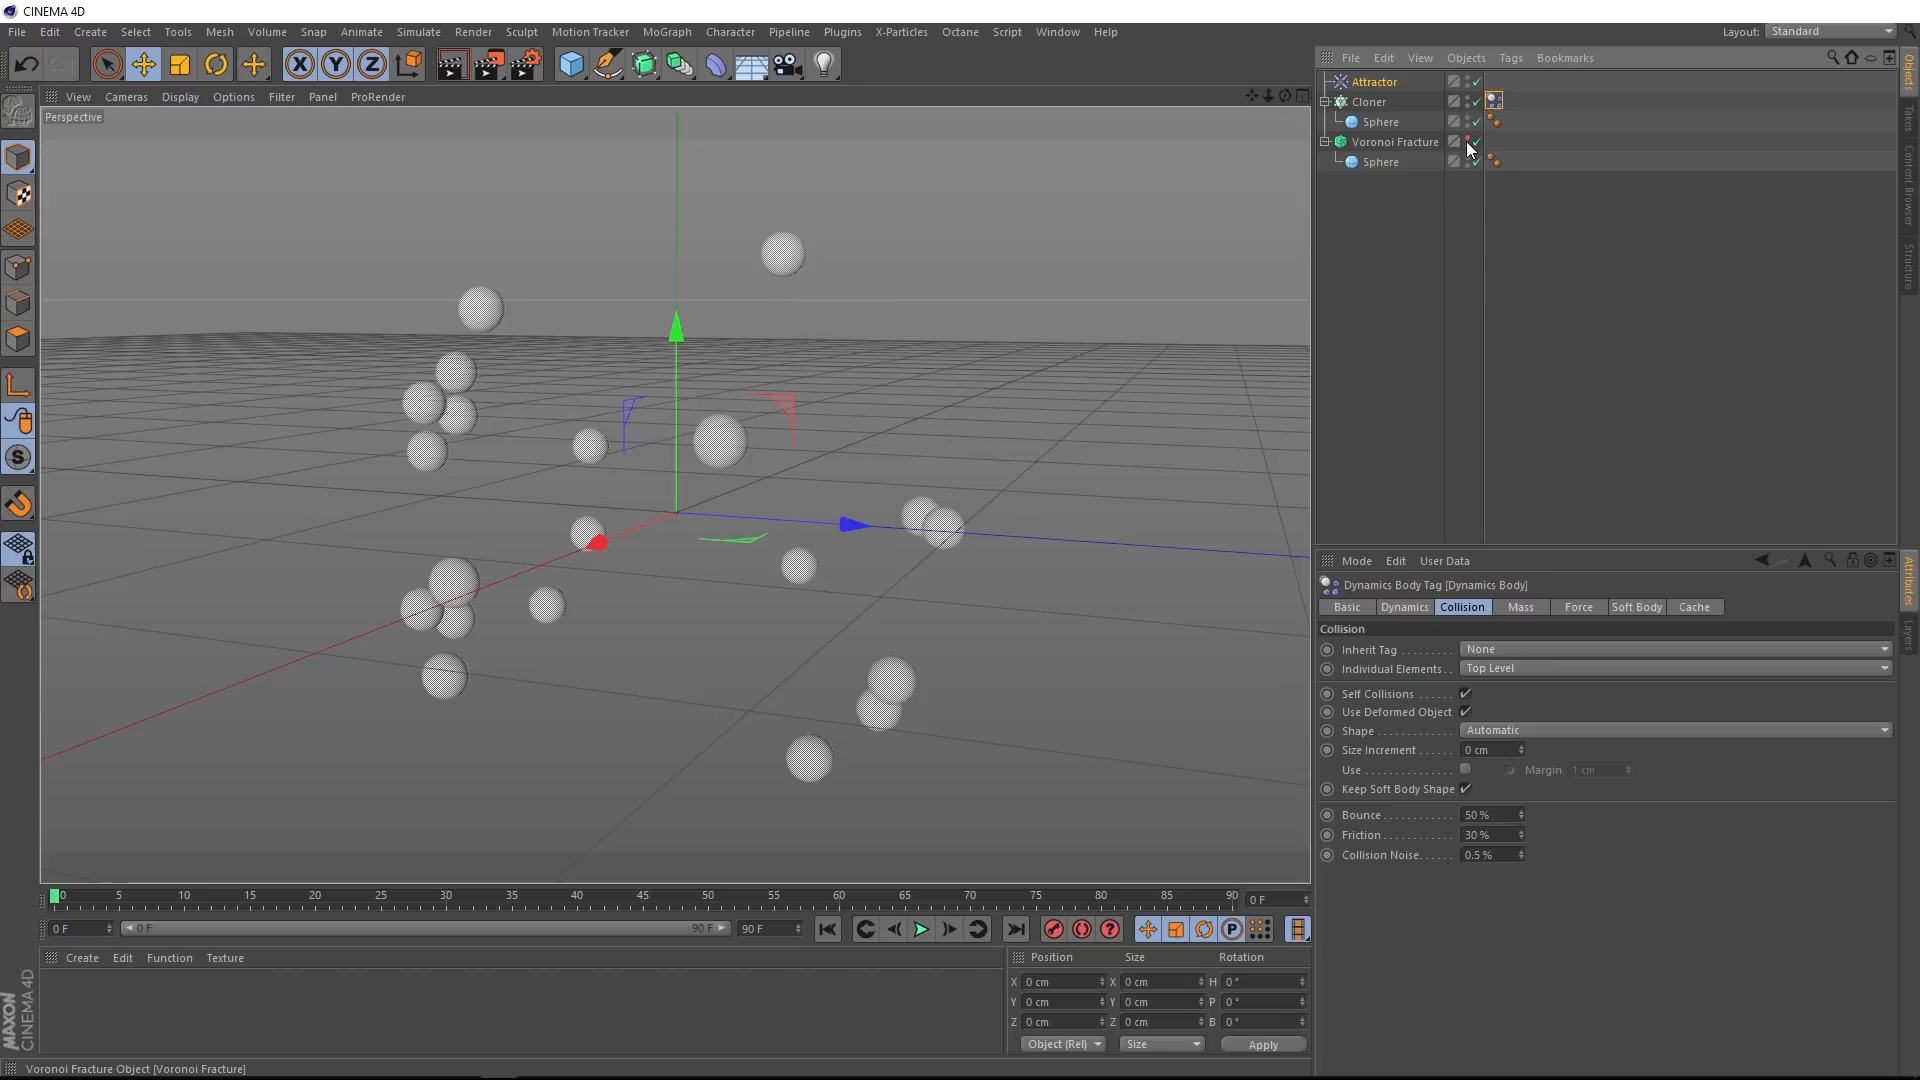 CINEMA 4D
File Edit Create Select Tools Mesh Volume Snap Animate Simulate Render Sculpt Motion Tracker MoGraph Character Pipeline Plugins X-Particles Octane Script Window Help
Layout: Standard
X Y Z
File Edit View Objects Tags Bookmarks
View Cameras Display Options Filter Panel ProRender
Perspective
Attractor
Cloner
Sphere
Voronoi Fracture
Sphere
Objects
Takes
Content Browser
Structure
S
Mode Edit User Data
Dynamics Body Tag [Dynamics Body]
Basic Dynamics Collision Mass Force Soft Body Cache
Collision
Inherit Tag . . . . . . . . . None
Individual Elements. . Top Level
Self Collisions . . . . . .
Use Deformed Object
Shape. . . . . . . . . . . . . Automatic
Size Increment . . . . . . 0 cm
Use . . . . . . . . . . . . . . Margin 1 cm
Keep Soft Body Shape
Bounce . . . . . . . . . . . . 50 %
Friction . . . . . . . . . . . . 30 %
Collision Noise. . . . . . 0.5 %
Attributes
Layers
0 5 10 15 20 25 30 35 40 45 50 55 60 65 70 75 80 85 90 0 F
0 F 0 F 90 F 90 F
P
Create Edit Function Texture
Position Size Rotation
X 0 cm X 0 cm H 0 °
Y 0 cm Y 0 cm P 0 °
Z 0 cm Z 0 cm B 0 °
Object (Rel) Size Apply
MAXON
CINEMA 4D
Voronoi Fracture Object [Voronoi Fracture]